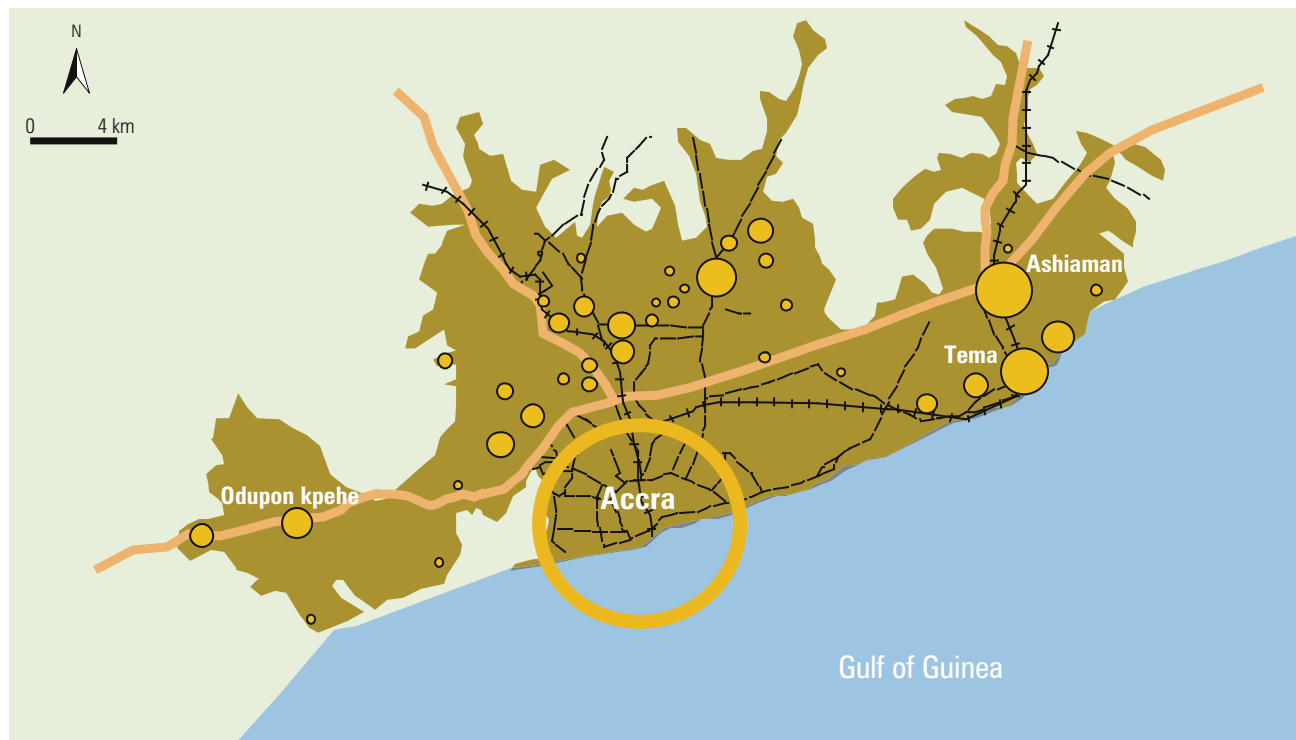 N
0 4 km
Ashiaman
Tema
Odupon kpehe
Accra
Gulf of Guinea